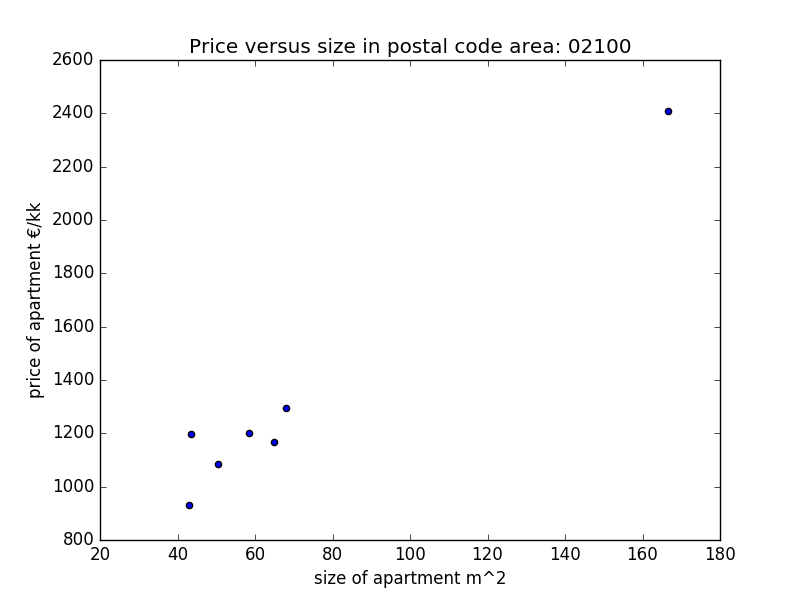 Price versus size in postal code area: 02100
2600
2400
2200
2000
1800
1600
1400
1200
1000
800
price of apartment €/kk
20 40 60 80 100 120 140 160 180
size of apartment m^2